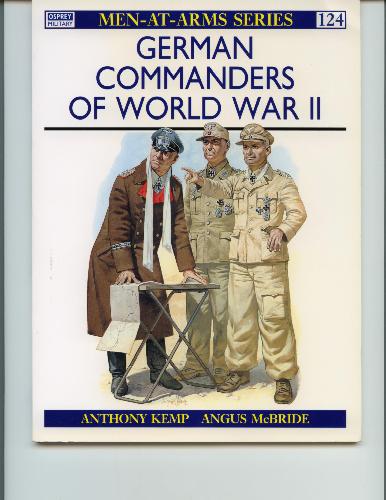 OSPREY
MILITARY
MEN-AT-ARMS SERIES
124
GERMAN
COMMANDERS
OF WORLD WAR II
ANTHONY KEMP ANGUS McBRIDE